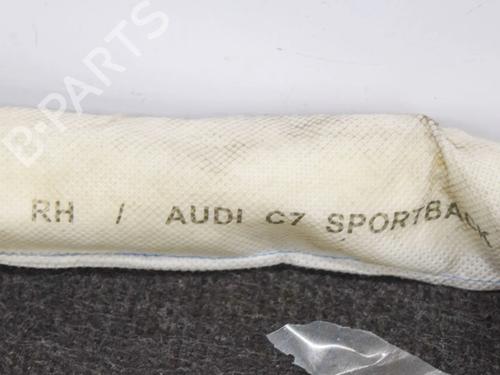 B-PARTS
RH / AUDI C7 SPORTBACK